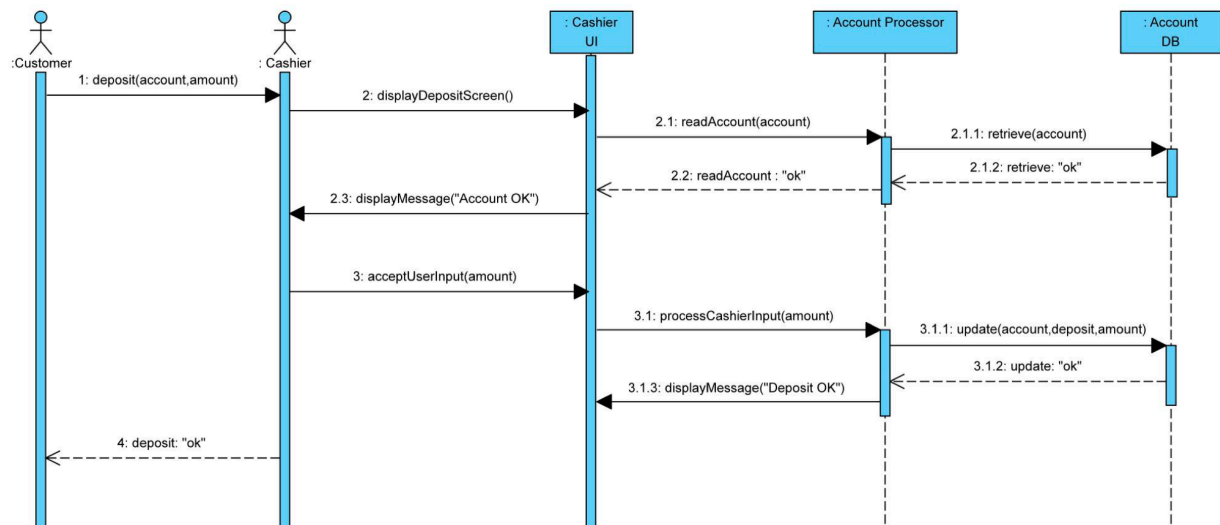 : Cashier
UI
: Account Processor
: Account
DB
:Customer
: Cashier
1: deposit(account,amount)
2: displayDepositScreen()
2.1: readAccount(account)
2.1.1: retrieve(account)
2.1.2: retrieve: "ok"
2.2: readAccount : "ok"
2.3: displayMessage("Account OK")
3: acceptUserInput(amount)
3.1: processCashierInput(amount)
3.1.1: update(account,deposit,amount)
3.1.2: update: "ok"
3.1.3: displayMessage("Deposit OK")
4: deposit: "ok"